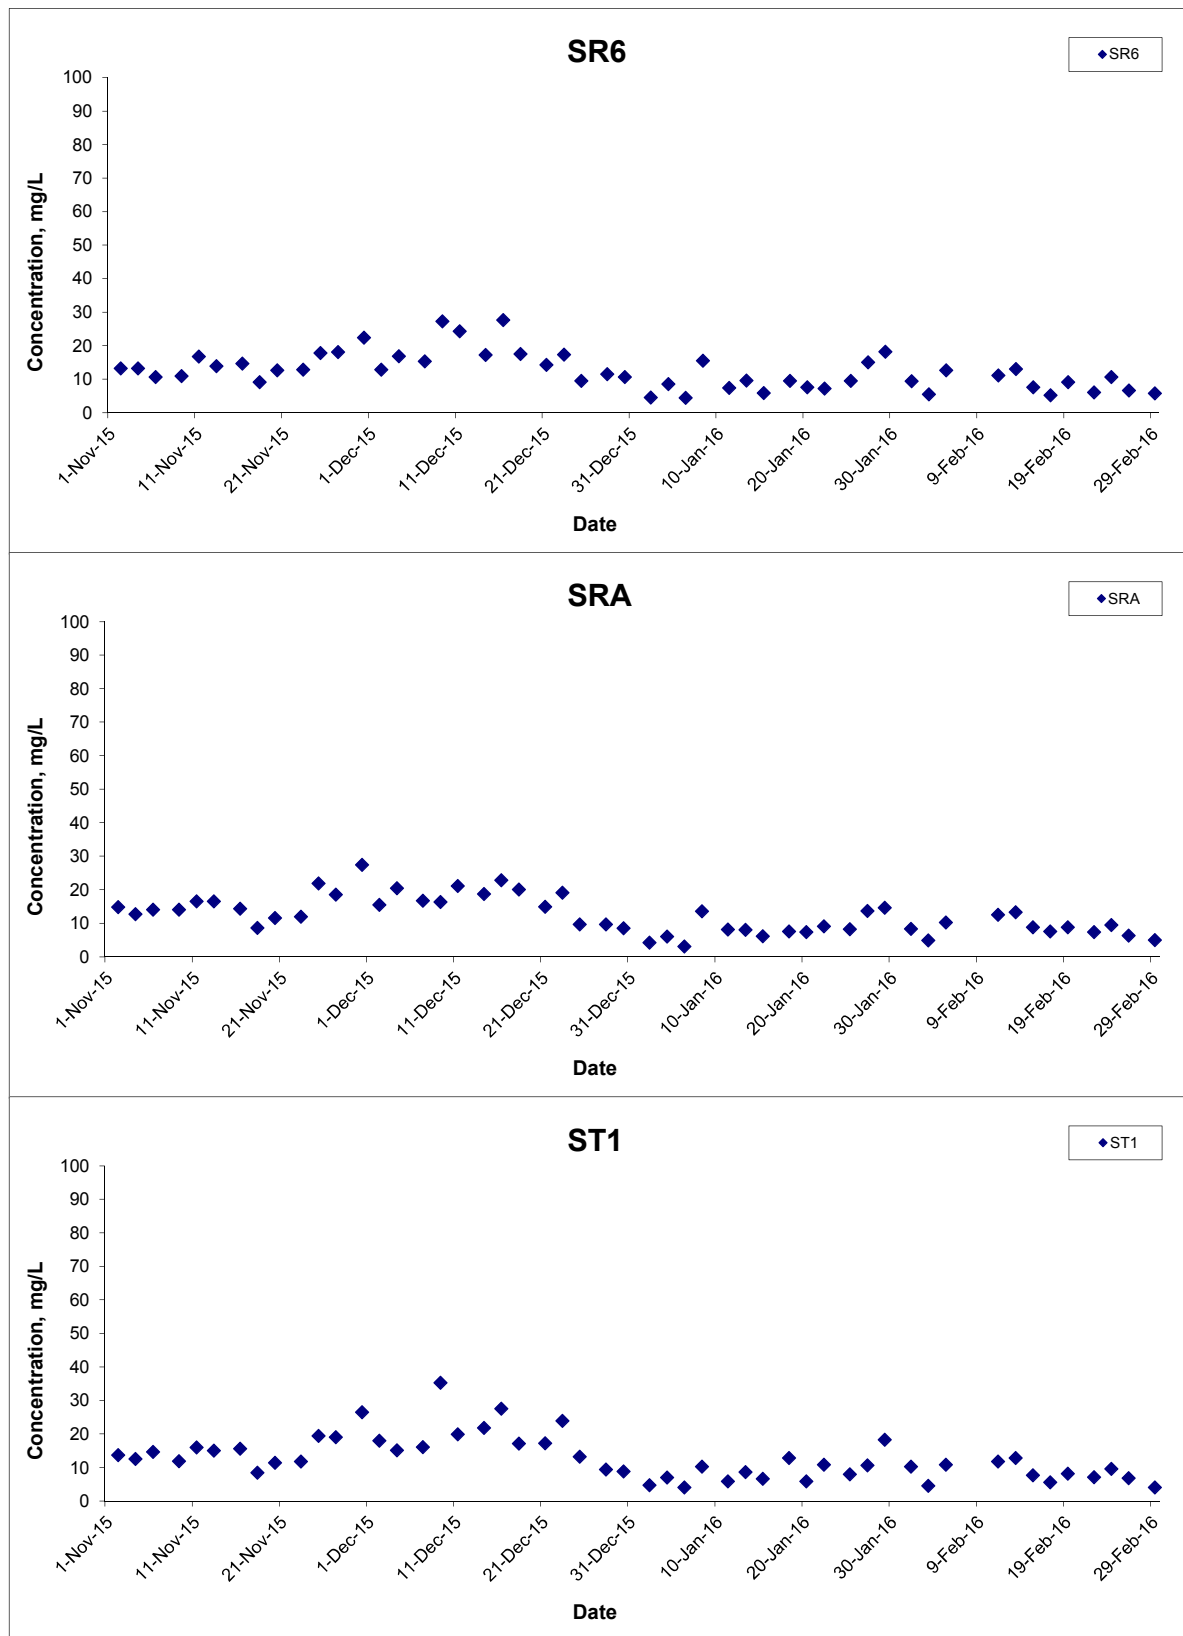 SR6
SR6
100
90
80
70
60
50
40
30
20
10
0
Concentration, mg/L
1-Nov-15
11-Nov-15
21-Nov-15
1-Dec-15
11-Dec-15
21-Dec-15
31-Dec-15
10-Jan-16
20-Jan-16
30-Jan-16
9-Feb-16
19-Feb-16
29-Feb-16
Date
SRA
SRA
100
90
80
70
60
50
40
30
20
10
0
Concentration, mg/L
1-Nov-15
11-Nov-15
21-Nov-15
1-Dec-15
11-Dec-15
21-Dec-15
31-Dec-15
10-Jan-16
20-Jan-16
30-Jan-16
9-Feb-16
19-Feb-16
29-Feb-16
Date
ST1
ST1
100
90
80
70
60
50
40
30
20
10
0
Concentration, mg/L
1-Nov-15
11-Nov-15
21-Nov-15
1-Dec-15
11-Dec-15
21-Dec-15
31-Dec-15
10-Jan-16
20-Jan-16
30-Jan-16
9-Feb-16
19-Feb-16
29-Feb-16
Date